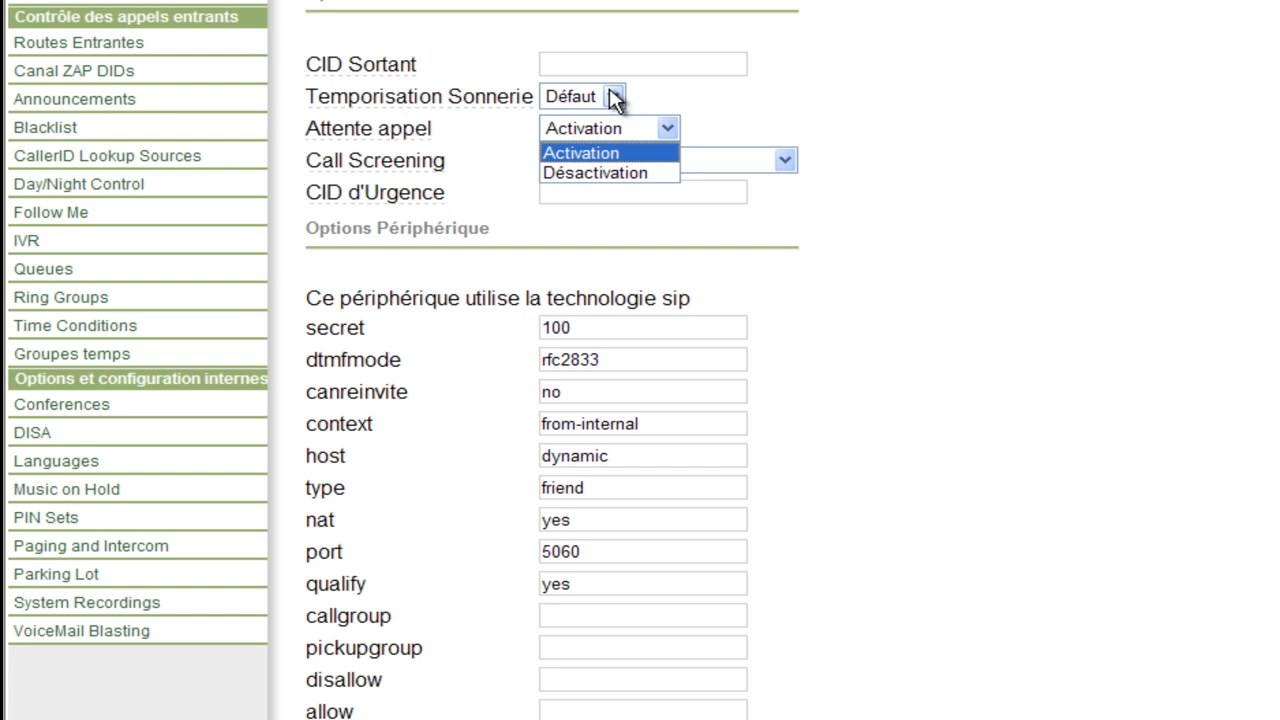 Contrôle des appels entrants
Routes Entrantes
Canal ZAP DIDs
Announcements
Blacklist
CallerID Lookup Sources
Day/Night Control
Follow Me
IVR
Queues
Ring Groups
Time Conditions
Groupes temps
Options et configuration internes
Conferences
DISA
Languages
Music on Hold
PIN Sets
Paging and Intercom
Parking Lot
System Recordings
VoiceMail Blasting
CID Sortant
Temporisation Sonnerie Défaut
Attente appel Activation
Activation
Désactivation
Call Screening
CID d'Urgence
Options Périphérique
Ce périphérique utilise la technologie sip
secret 100
dtmfmode rfc2833
canreinvite no
context from-internal
host dynamic
type friend
nat yes
port 5060
qualify yes
callgroup
pickupgroup
disallow
allow